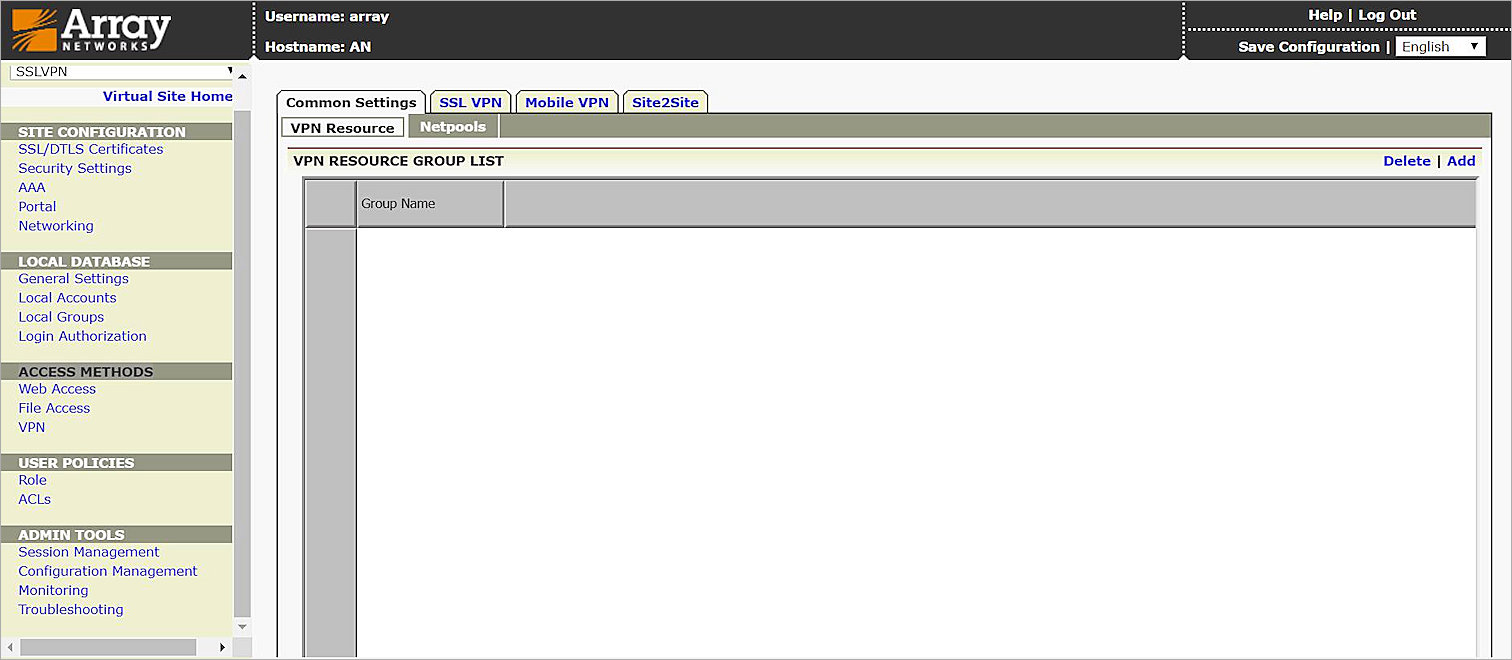 Array
NETWORKS
Username: array
Hostname: AN
Help | Log Out
Save Configuration | English
SSLVPN
Virtual Site Home
SITE CONFIGURATION
SSL/DTLS Certificates
Security Settings
AAA
Portal
Networking
LOCAL DATABASE
General Settings
Local Accounts
Local Groups
Login Authorization
ACCESS METHODS
Web Access
File Access
VPN
USER POLICIES
Role
ACLs
ADMIN TOOLS
Session Management
Configuration Management
Monitoring
Troubleshooting
Common Settings SSL VPN Mobile VPN Site2Site
VPN Resource Netpools
VPN RESOURCE GROUP LIST Delete | Add
Group Name